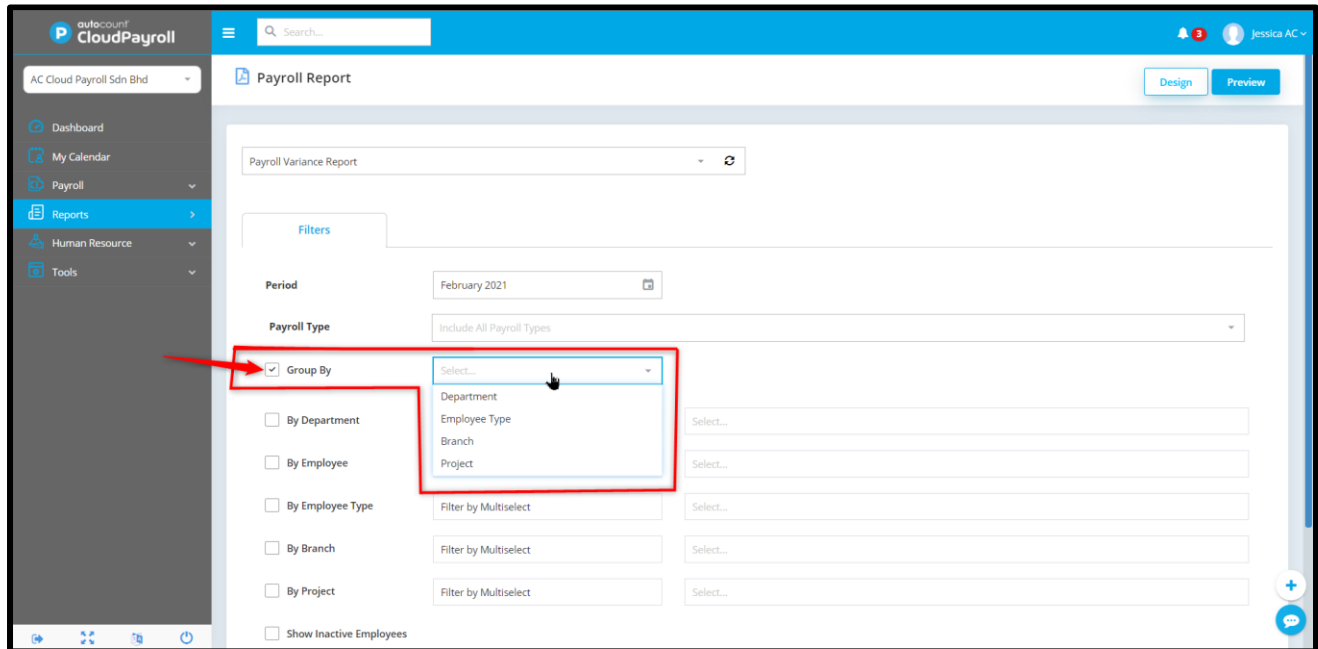 autocount
CloudPayroll
Search...
3
Jessica AC
AC Cloud Payroll Sdn Bhd
Payroll Report
Design
Preview
Dashboard
My Calendar
Payroll
Reports
Human Resource
Tools
Payroll Variance Report
Filters
Period
February 2021
Payroll Type
Include All Payroll Types
Group By
Select...
Department
Employee Type
Branch
Project
By Department
Select...
By Employee
Select...
By Employee Type
Filter by Multiselect
Select...
By Branch
Filter by Multiselect
Select...
By Project
Filter by Multiselect
Select...
Show Inactive Employees